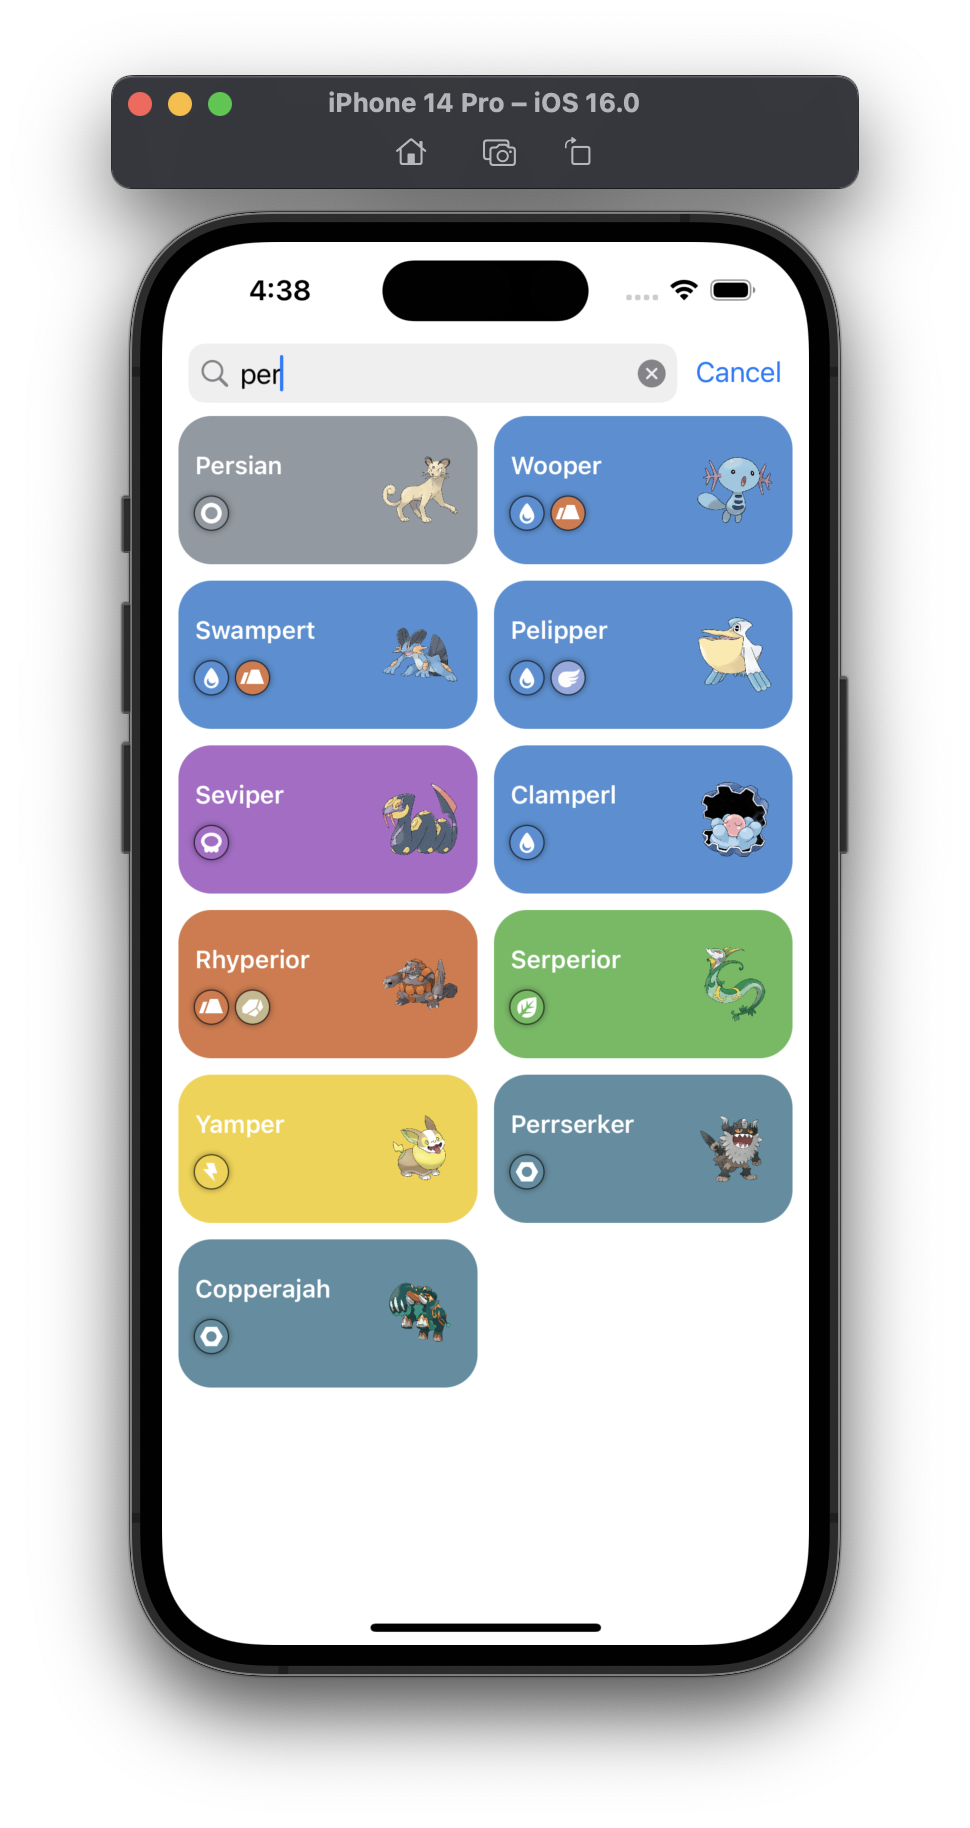 iPhone 14 Pro – iOS 16.0
4:38
per
Cancel
Persian
Wooper
Swampert
Pelipper
Seviper
Clamperl
Rhyperior
Serperior
Yamper
Perrserker
Copperajah